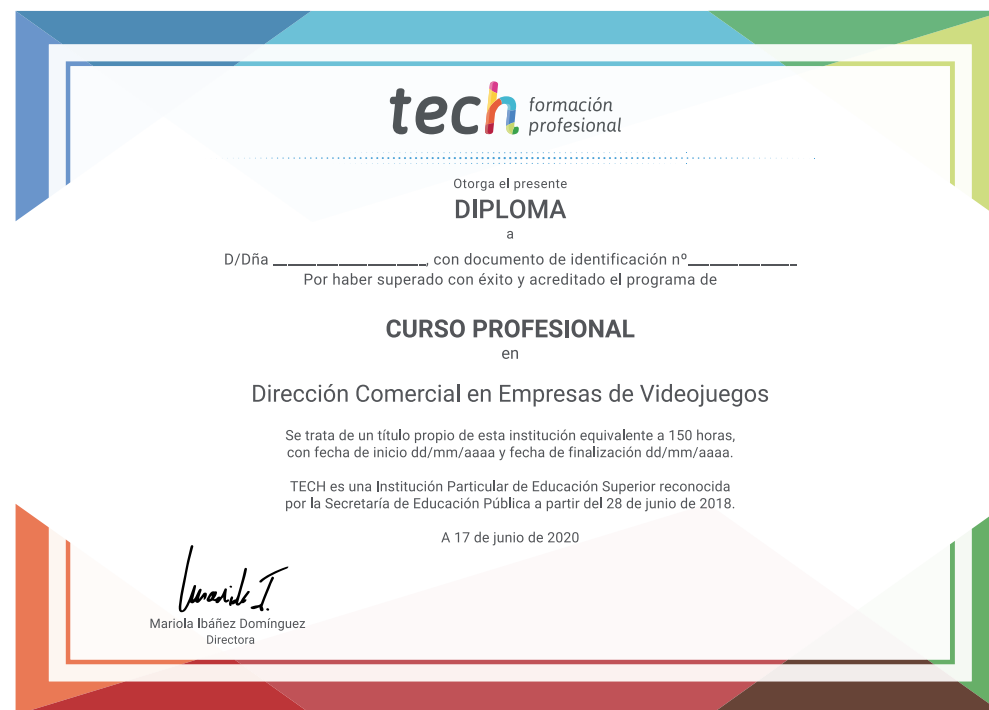 tech formación
profesional
Otorga el presente
DIPLOMA
a
D/Dña ____________________, con documento de identificación nº______________
Por haber superado con éxito y acreditado el programa de
CURSO PROFESIONAL
en
Dirección Comercial en Empresas de Videojuegos
Se trata de un título propio de esta institución equivalente a 150 horas,
con fecha de inicio dd/mm/aaaa y fecha de finalización dd/mm/aaaa.
TECH es una Institución Particular de Educación Superior reconocida
por la Secretaría de Educación Pública a partir del 28 de junio de 2018.
A 17 de junio de 2020
Mariola Ibáñez Domínguez
Directora